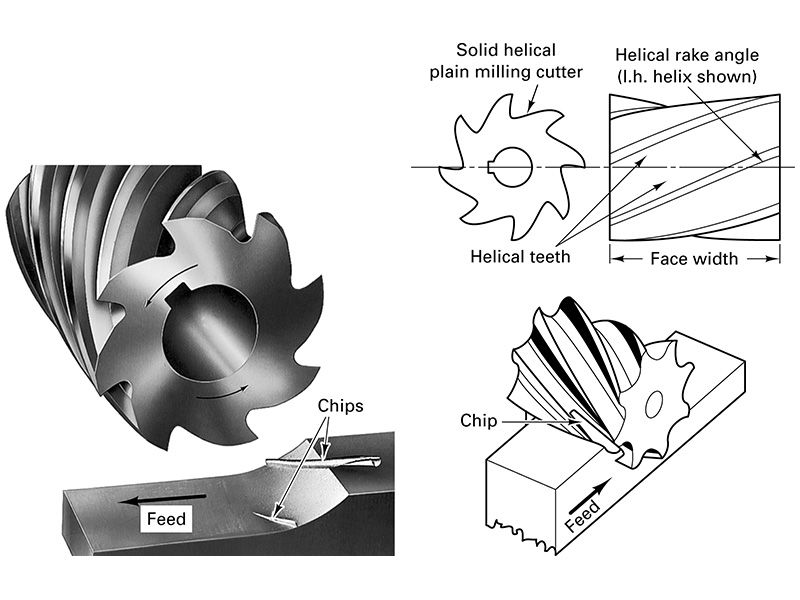 Solid helical
plain milling cutter
Helical rake angle
(l.h. helix shown)
Helical teeth
Face width
Chips
Feed
Chip
Feed